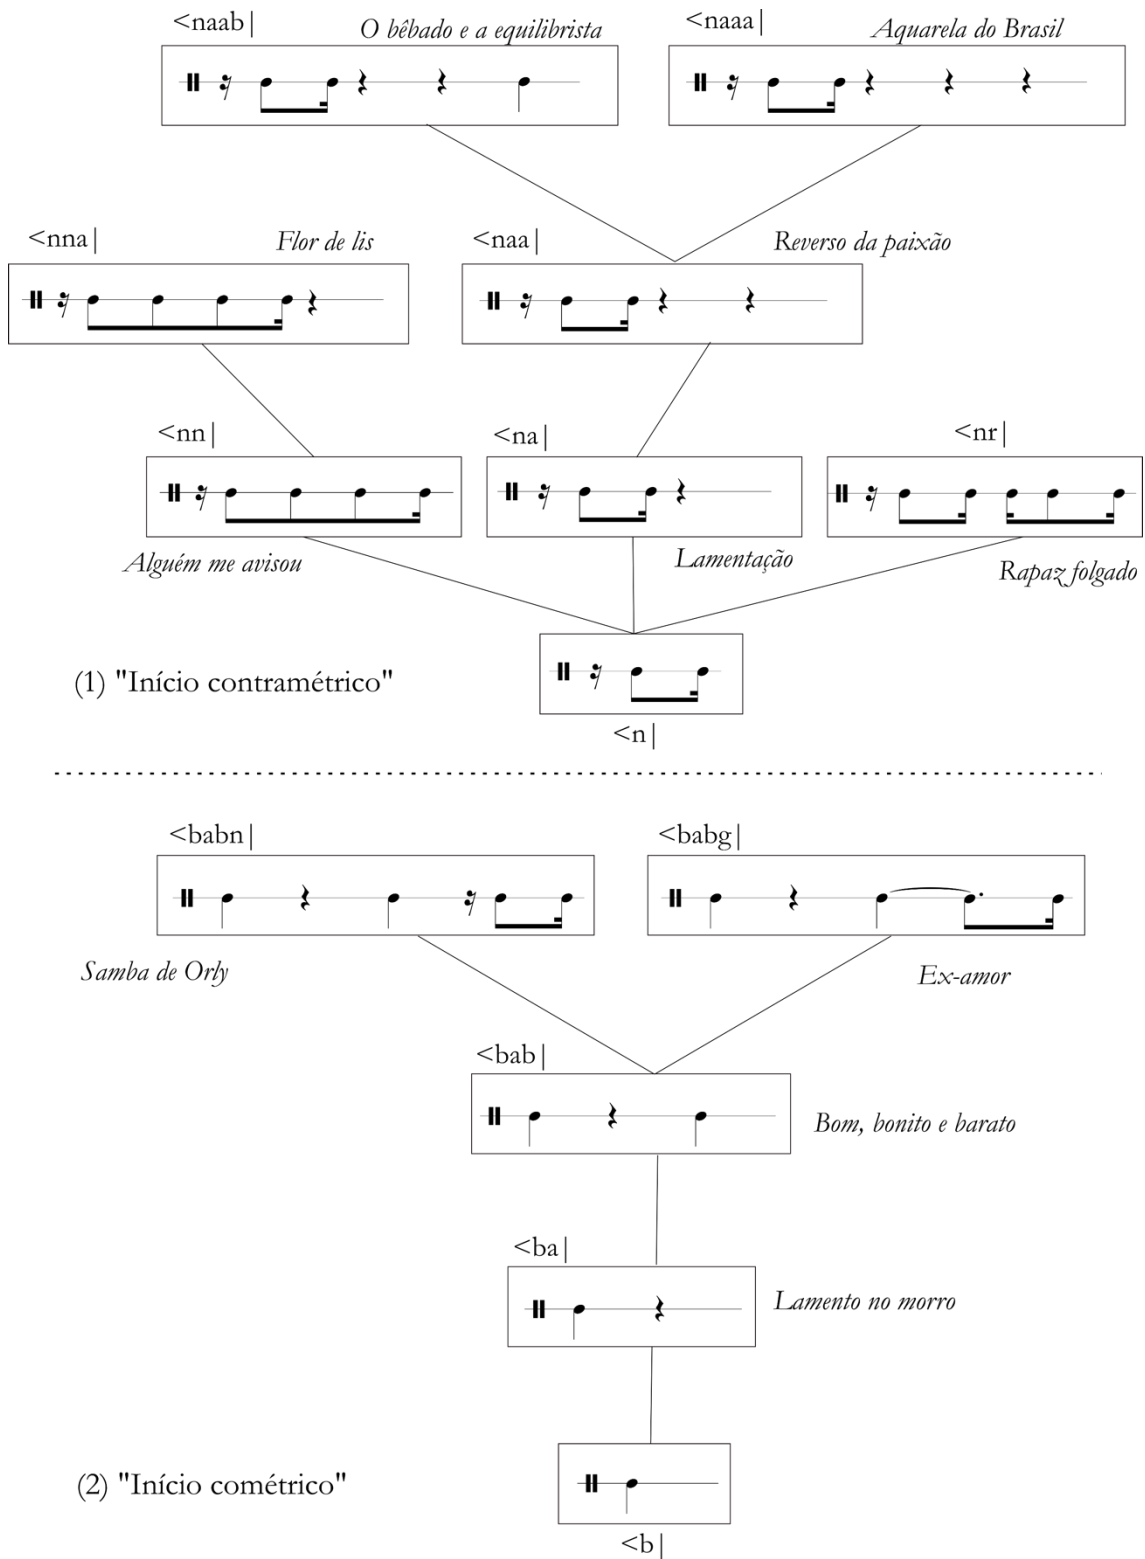 <naab|
O bêbado e a equilibrista
<naaa|
Aquarela do Brasil
<nna|
Flor de lis
<naa|
Reverso da paixão
<nn|
<na|
<nr|
Alguém me avisou
Lamentação
Rapaz folgado
(1) "Início contramétrico"
<n|
<babn|
<babg|
Samba de Orly
Ex-amor
<bab|
Bom, bonito e barato
<ba|
Lamento no morro
(2) "Início cométrico"
<b|